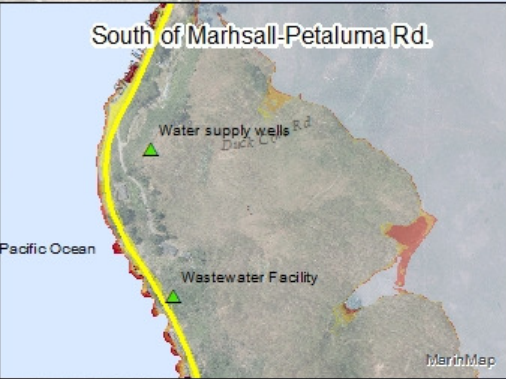 South of Marhsall-Petaluma Rd.
Water supply wells
Duck Cove Rd
Pacific Ocean
Wastewater Facility
MarinMap